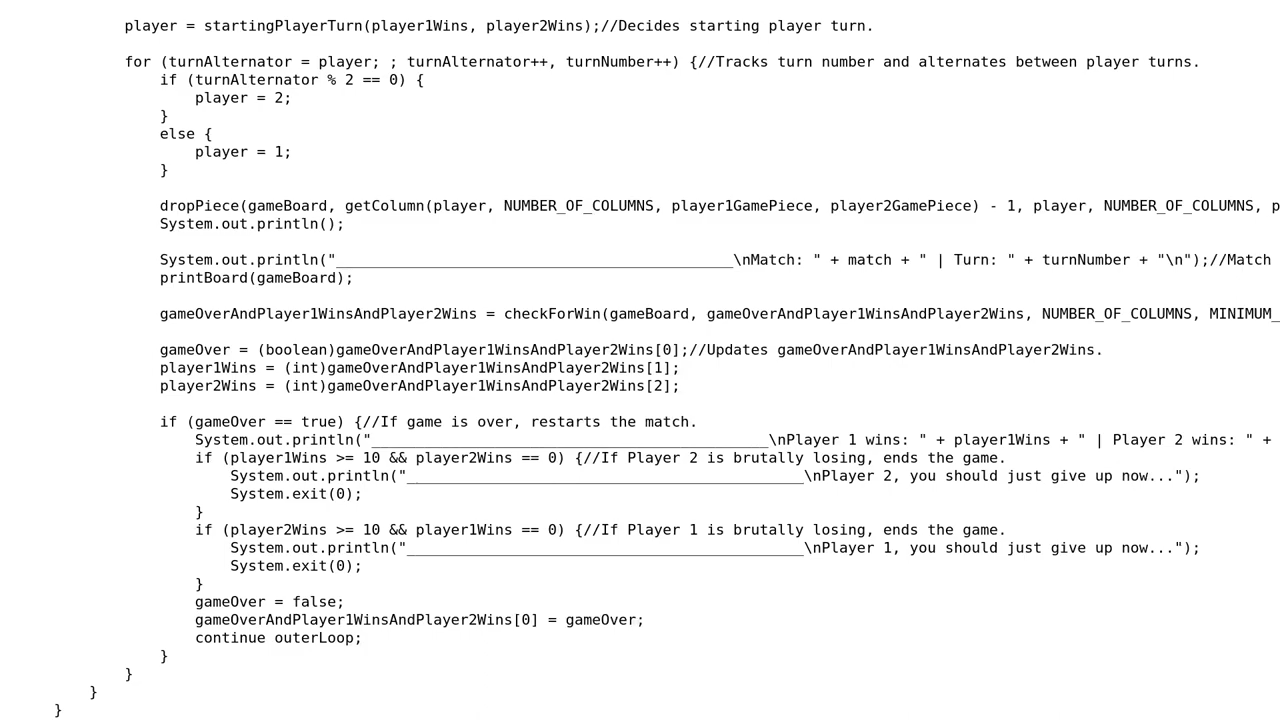 player = startingPlayerTurn(player1Wins, player2Wins);//Decides starting player turn.
for (turnAlternator = player; ; turnAlternator++, turnNumber++) {//Tracks turn number and alternates between player turns.
if (turnAlternator % 2 == 0) {
player = 2;
}
else {
player = 1;
}
dropPiece(gameBoard, getColumn(player, NUMBER_OF_COLUMNS, player1GamePiece, player2GamePiece) - 1, player, NUMBER_OF_COLUMNS, p
System.out.println();
System.out.println("_____________________________________________\nMatch: " + match + " | Turn: " + turnNumber + "\n");//Match
printBoard(gameBoard);
gameOverAndPlayer1WinsAndPlayer2Wins = checkForWin(gameBoard, gameOverAndPlayer1WinsAndPlayer2Wins, NUMBER_OF_COLUMNS, MINIMUM_
gameOver = (boolean)gameOverAndPlayer1WinsAndPlayer2Wins[0];//Updates gameOverAndPlayer1WinsAndPlayer2Wins.
player1Wins = (int)gameOverAndPlayer1WinsAndPlayer2Wins[1];
player2Wins = (int)gameOverAndPlayer1WinsAndPlayer2Wins[2];
if (gameOver == true) {//If game is over, restarts the match.
System.out.println("_____________________________________________\nPlayer 1 wins: " + player1Wins + " | Player 2 wins: " +
if (player1Wins >= 10 && player2Wins == 0) {//If Player 2 is brutally losing, ends the game.
System.out.println("_____________________________________________\nPlayer 2, you should just give up now...");
System.exit(0);
}
if (player2Wins >= 10 && player1Wins == 0) {//If Player 1 is brutally losing, ends the game.
System.out.println("_____________________________________________\nPlayer 1, you should just give up now...");
System.exit(0);
}
gameOver = false;
gameOverAndPlayer1WinsAndPlayer2Wins[0] = gameOver;
continue outerLoop;
}
}
}
}